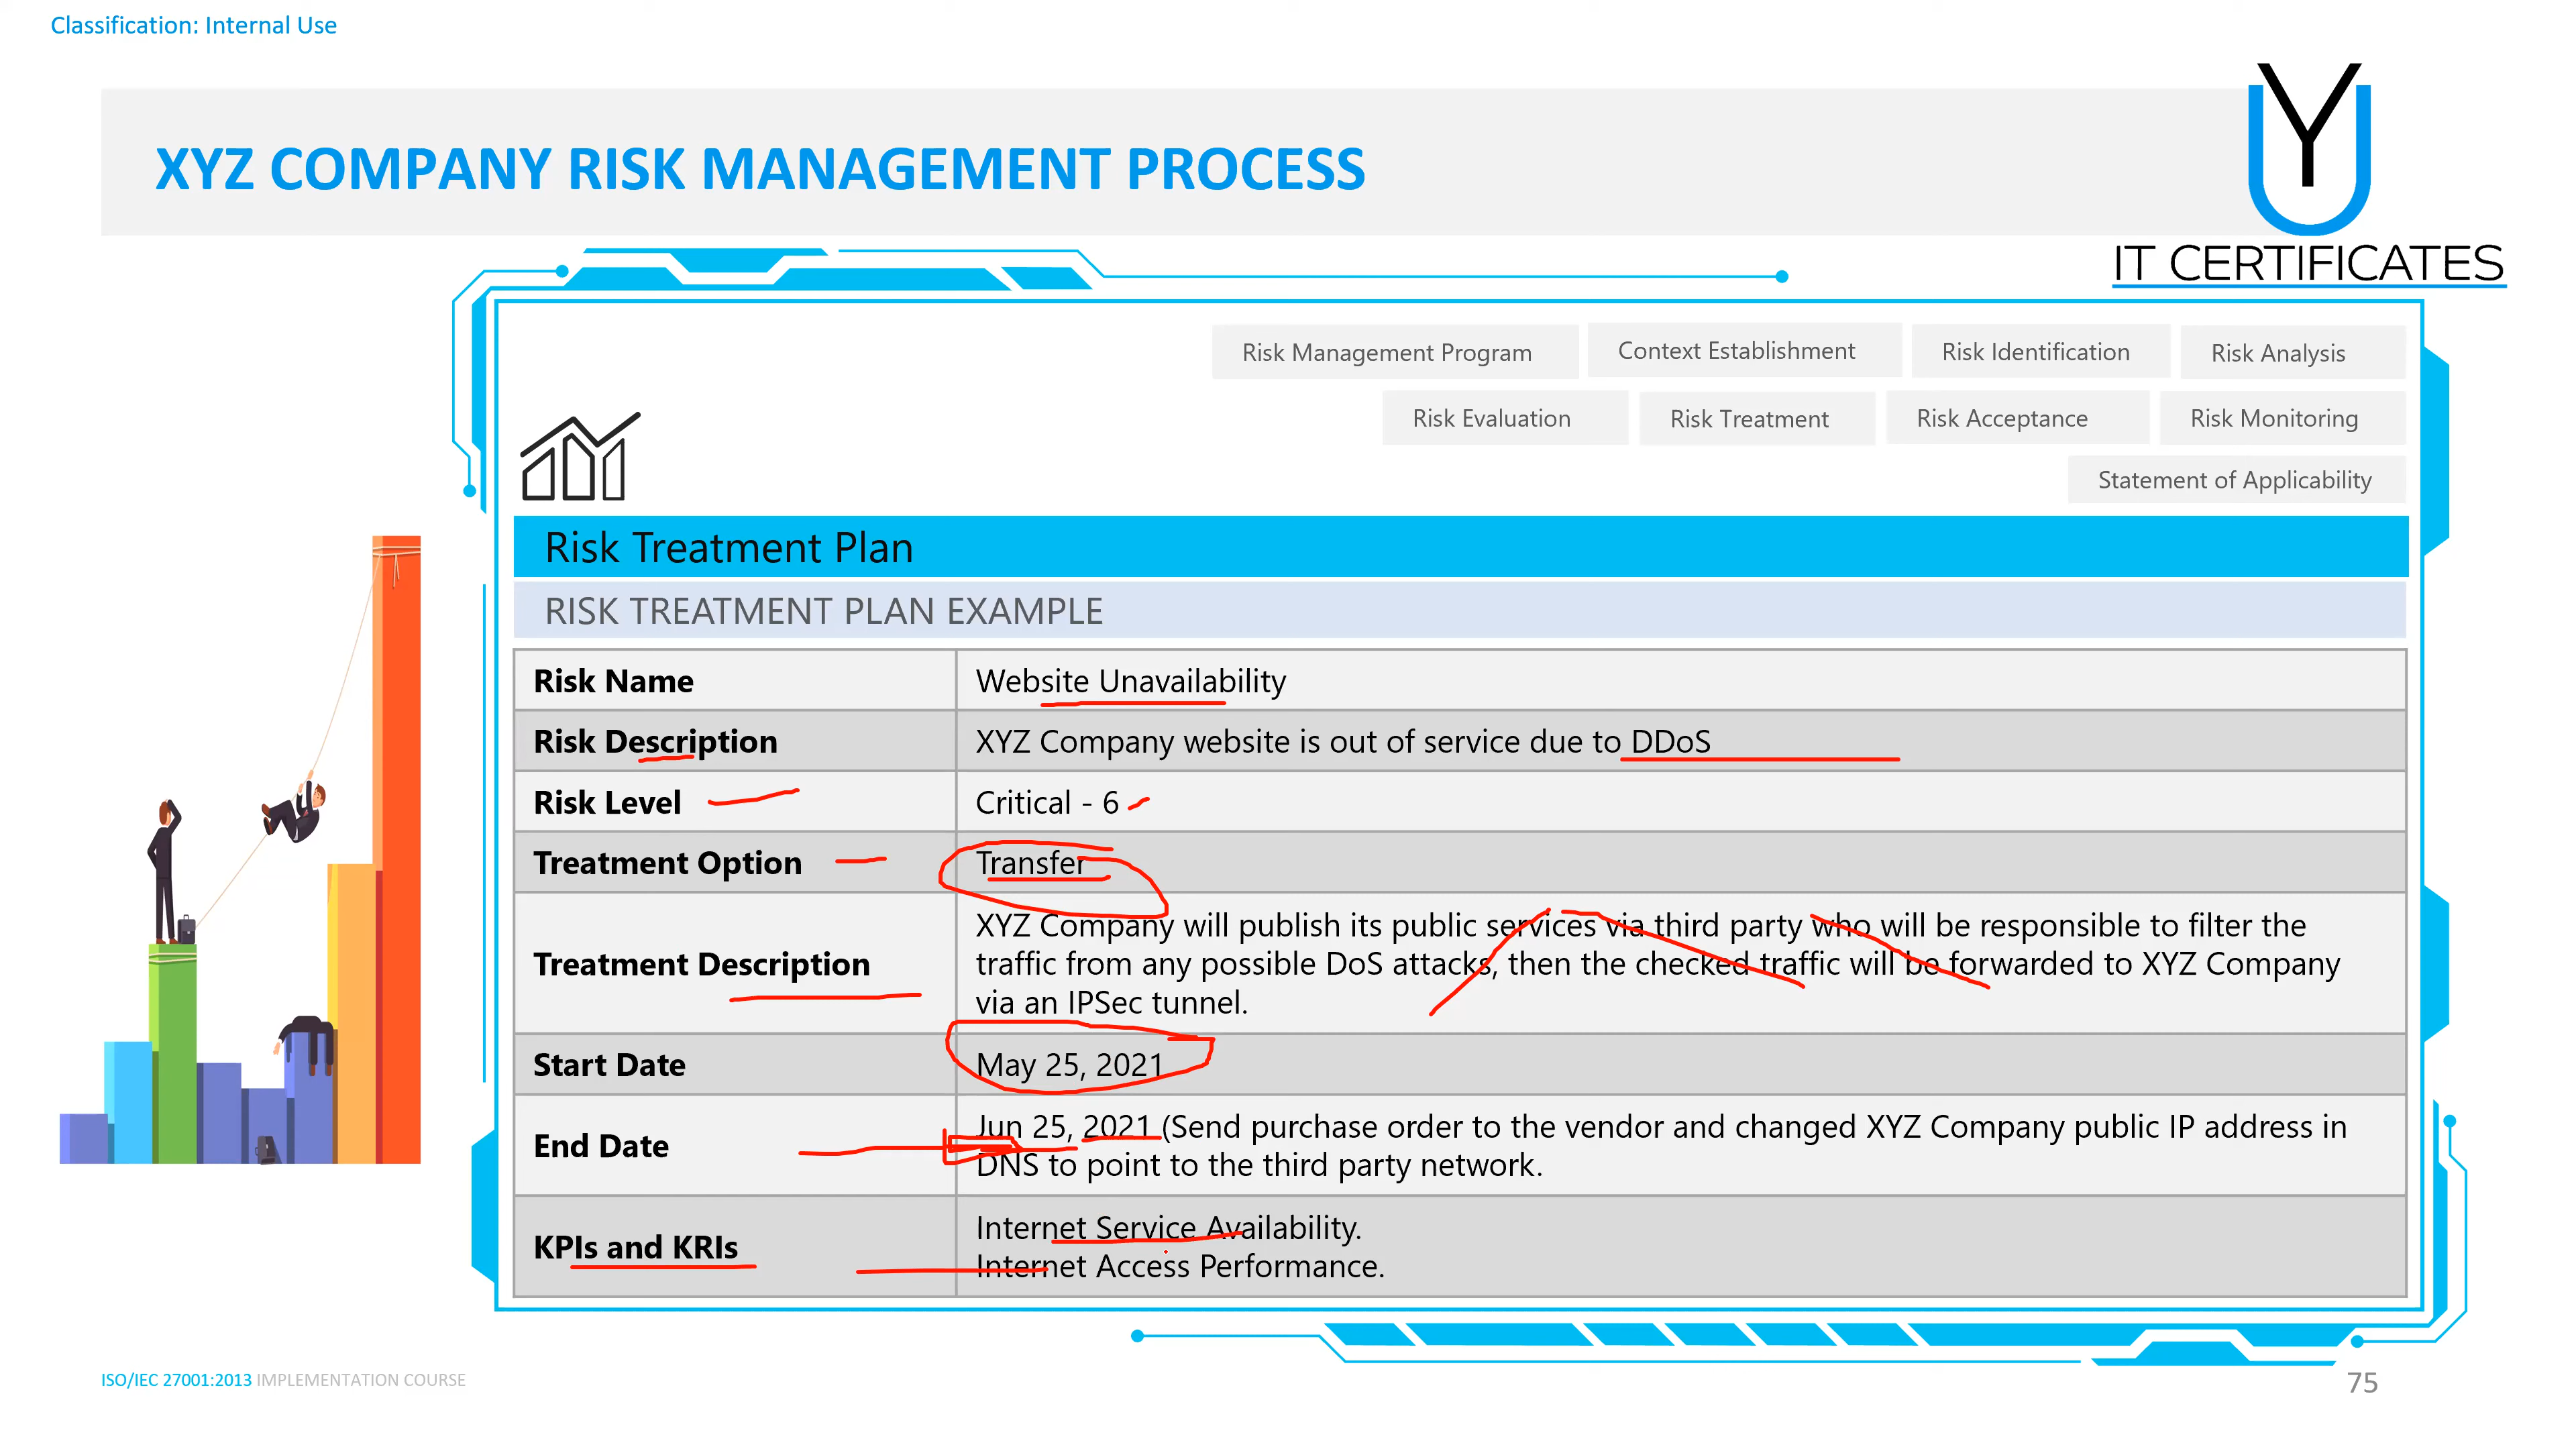 Classification: Internal Use
XYZ COMPANY RISK MANAGEMENT PROCESS
Y
IT CERTIFICATES
Risk Management Program
Context Establishment
Risk Identification
Risk Analysis
Risk Evaluation
Risk Treatment
Risk Acceptance
Risk Monitoring
Statement of Applicability
Risk Treatment Plan
RISK TREATMENT PLAN EXAMPLE
Risk Name
Website Unavailability
Risk Description
XYZ Company website is out of service due to DDoS
Risk Level
Critical - 6
Treatment Option
Transfer
Treatment Description
XYZ Company will publish its public services via third party who will be responsible to filter the
traffic from any possible DoS attacks, then the checked traffic will be forwarded to XYZ Company
via an IPSec tunnel.
Start Date
May 25, 2021
End Date
Jun 25, 2021 (Send purchase order to the vendor and changed XYZ Company public IP address in
DNS to point to the third party network.
KPIs and KRIs
Internet Service Availability.
Internet Access Performance.
ISO/IEC 27001:2013 IMPLEMENTATION COURSE
75